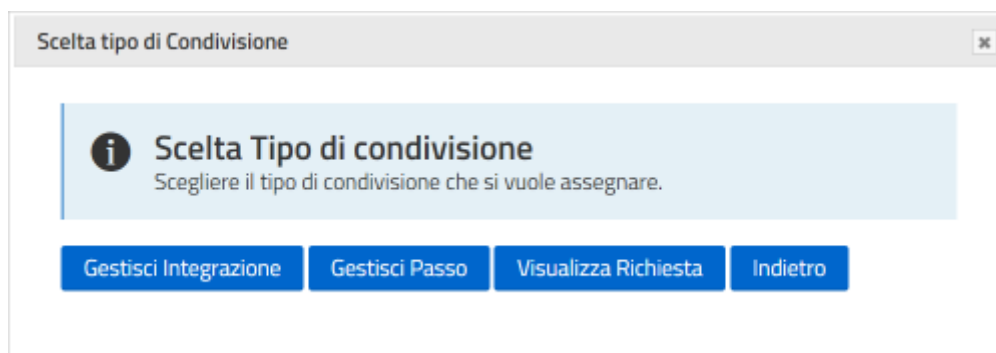 Scelta tipo di Condivisione
Scelta Tipo di condivisione
Scegliere il tipo di condivisione che si vuole assegnare.
Gestisci Integrazione Gestisci Passo Visualizza Richiesta Indietro